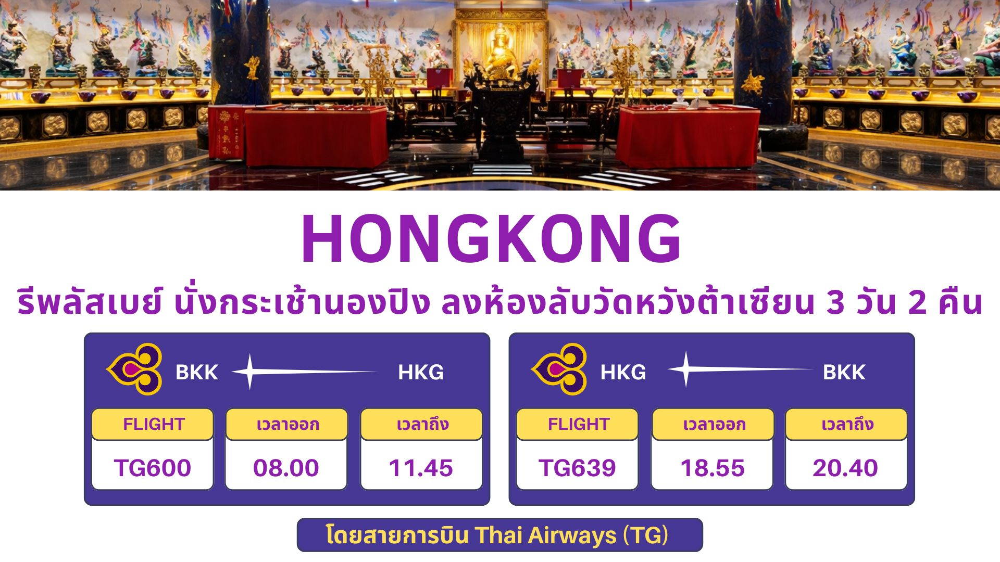 HONGKONG
รีพลัสเบย์ นั่งกระเช้านองปิง ลงห้องลับวัดหวังต้าเซียน 3 วัน 2 คืน
BKK HKG
FLIGHT เวลาออก เวลาถึง
TG600 08.00 11.45
HKG BKK
FLIGHT เวลาออก เวลาถึง
TG639 18.55 20.40
โดยสายการบิน Thai Airways (TG)